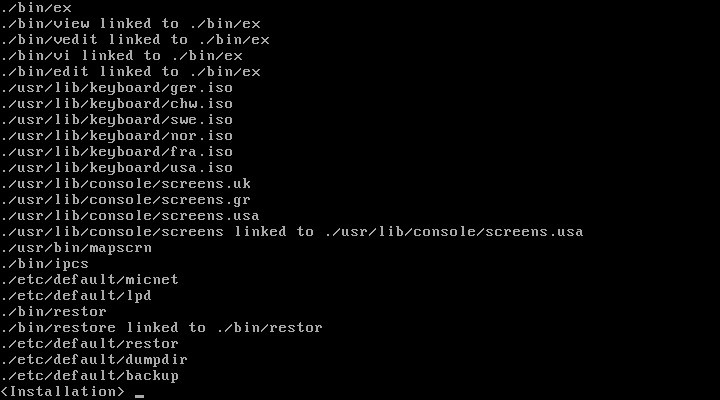 ./bin/ex
./bin/view linked to ./bin/ex
./bin/vedit linked to ./bin/ex
./bin/vi linked to ./bin/ex
./bin/edit linked to ./bin/ex
./usr/lib/keyboard/ger.iso
./usr/lib/keyboard/chw.iso
./usr/lib/keyboard/swe.iso
./usr/lib/keyboard/nor.iso
./usr/lib/keyboard/fra.iso
./usr/lib/keyboard/usa.iso
./usr/lib/console/screens.uk
./usr/lib/console/screens.gr
./usr/lib/console/screens.usa
./usr/lib/console/screens linked to ./usr/lib/console/screens.usa
./usr/bin/mapscrn
./bin/ipcs
./etc/default/micnet
./etc/default/lpd
./bin/restor
./bin/restore linked to ./bin/restor
./etc/default/restor
./etc/default/dumpdir
./etc/default/backup
<Installation> _